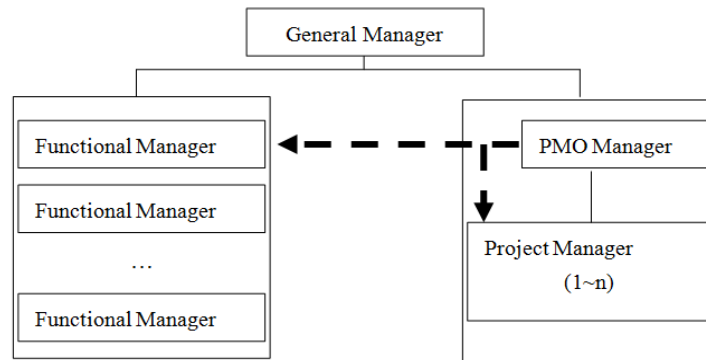 General Manager
Functional Manager
Functional Manager
…
Functional Manager
PMO Manager
Project Manager
(1~n)